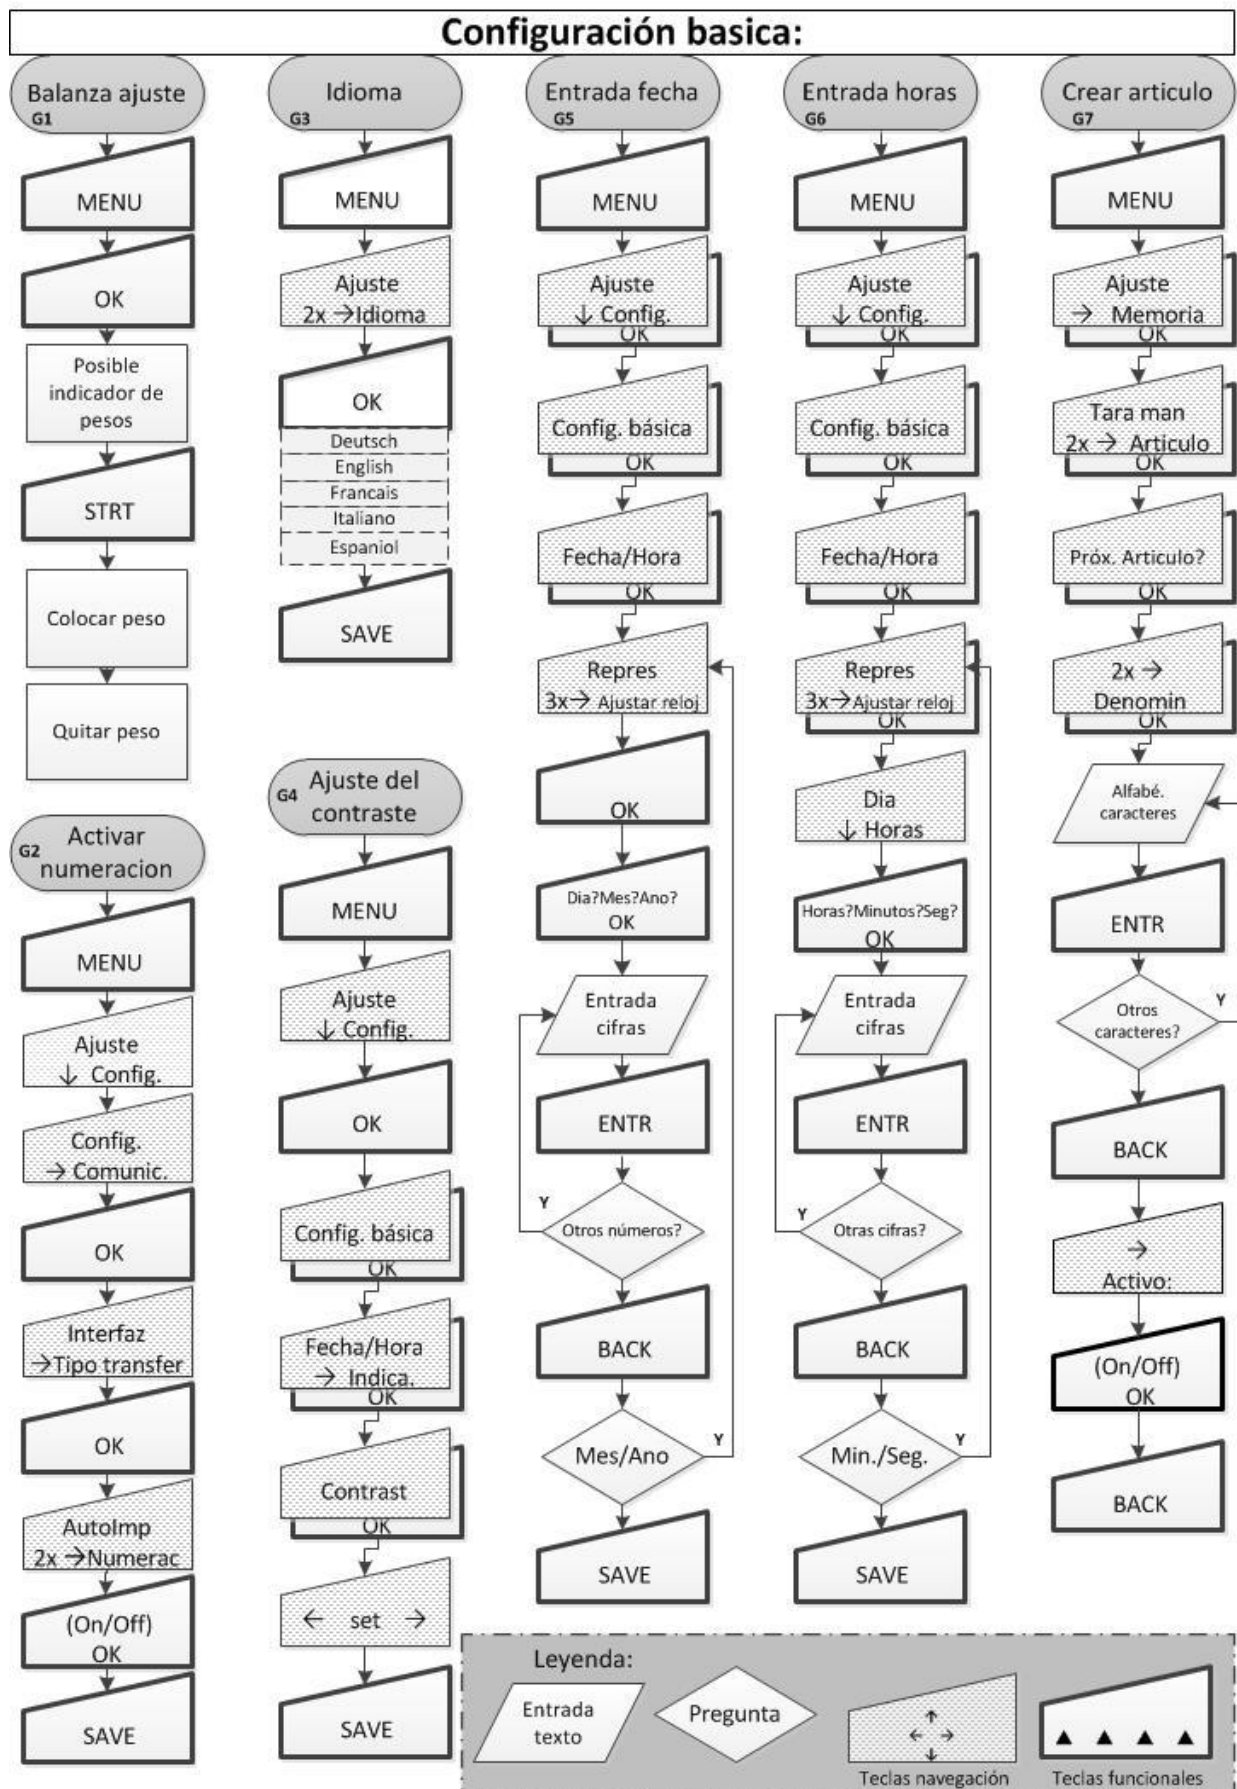 Configuración basica:
Balanza ajuste
G1
MENU
OK
Posible
indicador de
pesos
STRT
Colocar peso
Quitar peso
G2
Activar
numeracion
MENU
Ajuste
↓ Config.
Config.
→ Comunic.
OK
Interfaz
→Tipo transfer
OK
AutoImp
2x →Numerac
(On/Off)
OK
SAVE
Idioma
G3
MENU
Ajuste
2x →Idioma
OK
Deutsch
English
Francais
Italiano
Espaniol
SAVE
G4
Ajuste del
contraste
MENU
Ajuste
↓ Config.
OK
Config. básica
OK
Fecha/Hora
→ Indica.
OK
Contrast
OK
← set →
SAVE
Entrada fecha
G5
MENU
Ajuste
↓ Config.
OK
Config. básica
OK
Fecha/Hora
OK
Repres
3x→ Ajustar reloj
OK
Dia?Mes?Ano?
OK
Entrada
cifras
ENTR
Y
Otros números?
BACK
Mes/Ano
Y
SAVE
Entrada horas
G6
MENU
Ajuste
↓ Config.
OK
Config. básica
OK
Fecha/Hora
OK
Repres
3x→Ajustar reloj
OK
Dia
↓ Horas
Horas?Minutos?Seg?
OK
Entrada
cifras
ENTR
Y
Otras cifras?
BACK
Min./Seg.
Y
SAVE
Crear articulo
G7
MENU
Ajuste
→ Memoria
OK
Tara man
2x → Articulo
OK
Próx. Articulo?
OK
2x →
Denomin
OK
Alfabé.
caracteres
ENTR
Otros
caracteres?
Y
BACK
→
Activo:
(On/Off)
OK
BACK
Leyenda:
Entrada
texto
Pregunta
↑
← →
↓
Teclas navegación
▲ ▲ ▲ ▲
Teclas funcionales